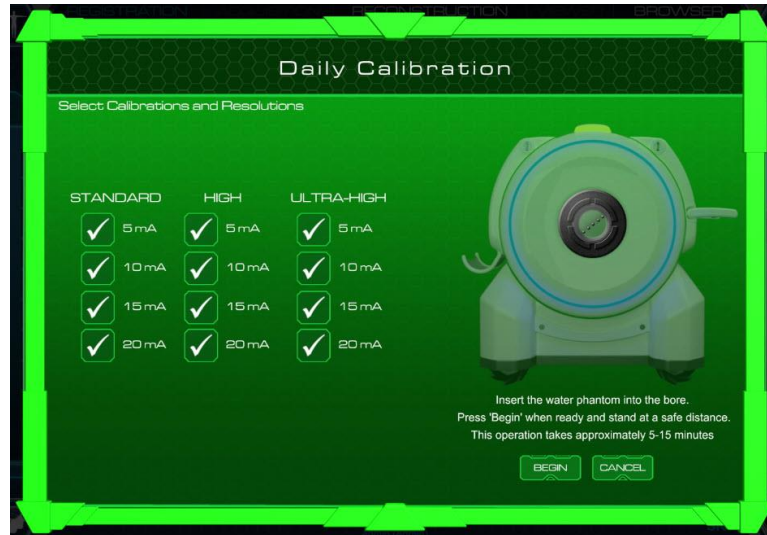 REGISTRATION RECONSTRUCTION BROWSER
Daily Calibration
Select Calibrations and Resolutions
STANDARD HIGH ULTRA-HIGH
5 mA 5 mA 5 mA
10 mA 10 mA 10 mA
15 mA 15 mA 15 mA
20 mA 20 mA 20 mA
Insert the water phantom into the bore.
Press 'Begin' when ready and stand at a safe distance.
This operation takes approximately 5-15 minutes
BEGIN CANCEL